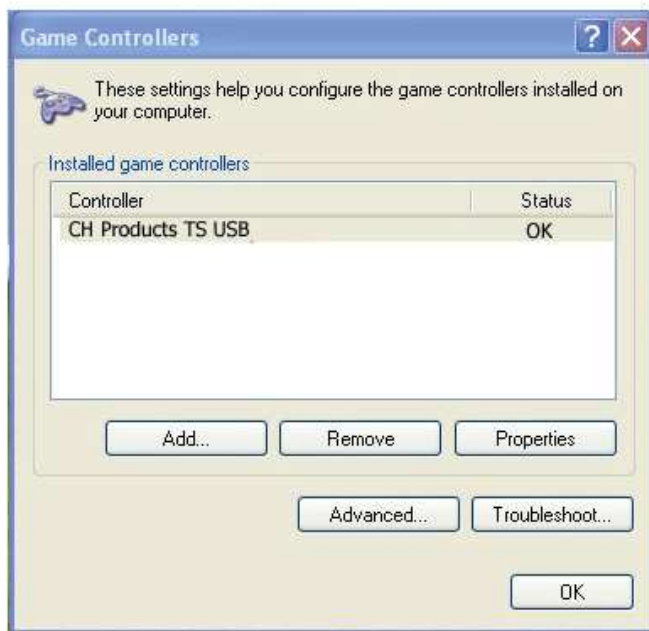 Game Controllers
These settings help you configure the game controllers installed on
your computer.
Installed game controllers
Controller Status
CH Products TS USB OK
Add... Remove Properties
Advanced... Troubleshoot...
OK